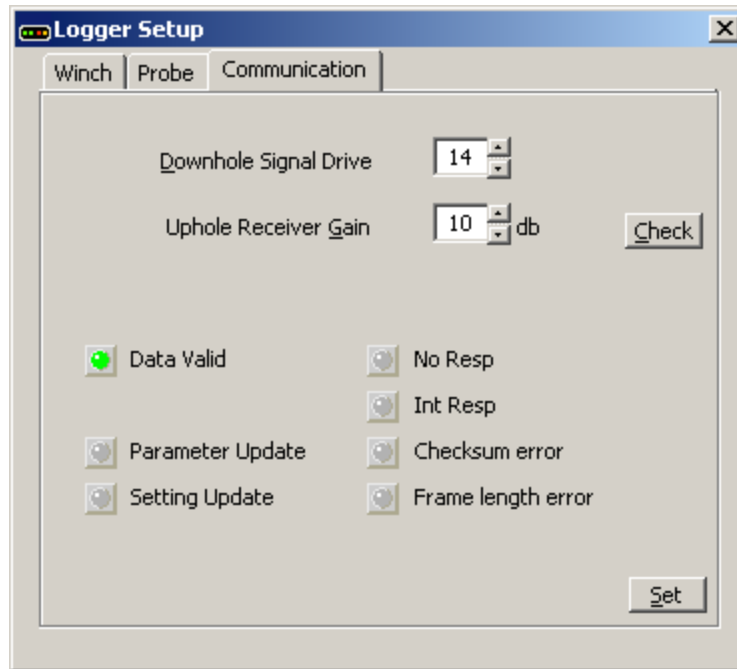 Logger Setup
Winch Probe Communication
Downhole Signal Drive 14
Uphole Receiver Gain 10 db Check
Data Valid No Resp
Int Resp
Parameter Update Checksum error
Setting Update Frame length error
Set